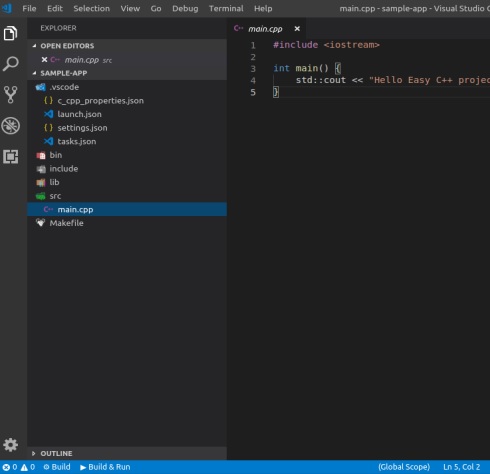 File Edit Selection View Go Debug Terminal Help main.cpp - sample-app - Visual Studio
EXPLORER
OPEN EDITORS
main.cpp src
SAMPLE-APP
.vscode
{} c_cpp_properties.json
launch.json
{} settings.json
tasks.json
bin
include
lib
src
C++ main.cpp
Makefile
OUTLINE
C++ main.cpp ×
1 #include <iostream>
2
3 int main() {
4 std::cout << "Hello Easy C++ projec
5 }
0 0 Build Build & Run (Global Scope) Ln 5, Col 2